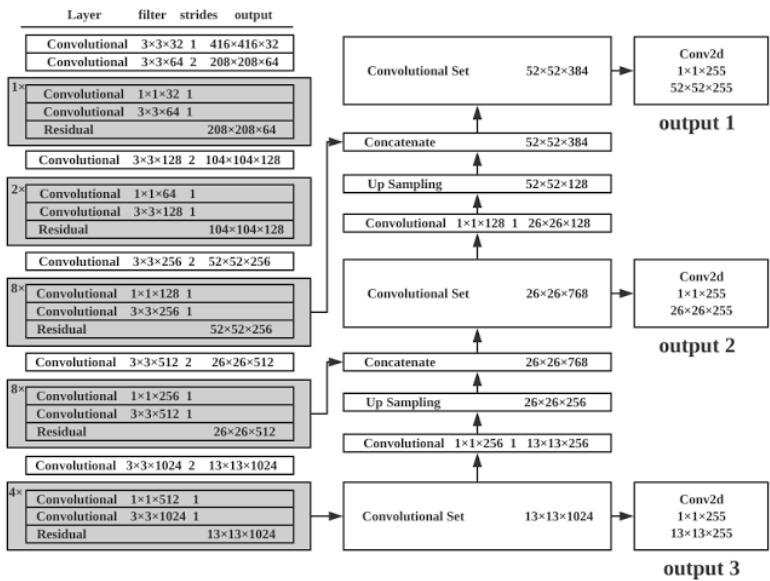 Layer filter strides output
Convolutional 3×3×32 1 416×416×32
Convolutional 3×3×64 2 208×208×64
1×
Convolutional 1×1×32 1
Convolutional 3×3×64 1
Residual 208×208×64
Convolutional 3×3×128 2 104×104×128
2×
Convolutional 1×1×64 1
Convolutional 3×3×128 1
Residual 104×104×128
Convolutional 3×3×256 2 52×52×256
8×
Convolutional 1×1×128 1
Convolutional 3×3×256 1
Residual 52×52×256
Convolutional 3×3×512 2 26×26×512
8×
Convolutional 1×1×256 1
Convolutional 3×3×512 1
Residual 26×26×512
Convolutional 3×3×1024 2 13×13×1024
4×
Convolutional 1×1×512 1
Convolutional 3×3×1024 1
Residual 13×13×1024
Convolutional Set 52×52×384
Concatenate 52×52×384
Up Sampling 52×52×128
Convolutional 1×1×128 1 26×26×128
Convolutional Set 26×26×768
Concatenate 26×26×768
Up Sampling 26×26×256
Convolutional 1×1×256 1 13×13×256
Convolutional Set 13×13×1024
Conv2d
1×1×255
52×52×255
output 1
Conv2d
1×1×255
26×26×255
output 2
Conv2d
1×1×255
13×13×255
output 3